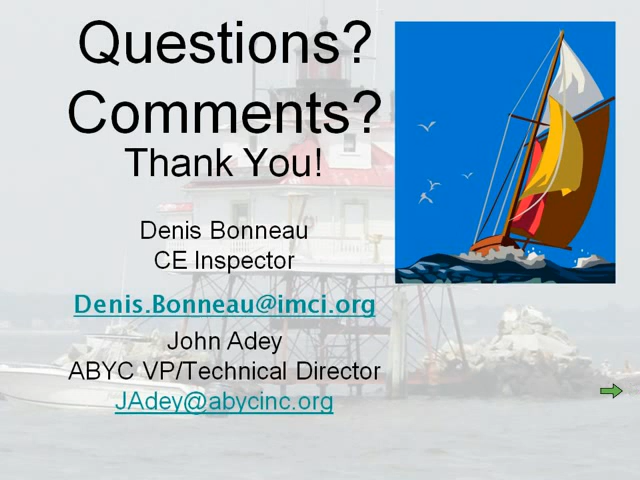 Questions?
Comments?
Thank You!
Denis Bonneau
CE Inspector
Denis.Bonneau@imci.org
John Adey
ABYC VP/Technical Director
JAdey@abycinc.org